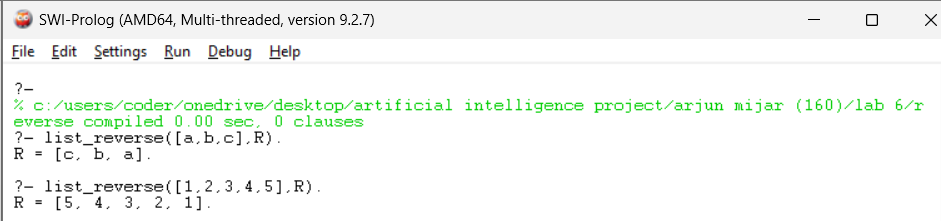 SWI-Prolog (AMD64, Multi-threaded, version 9.2.7)
File Edit Settings Run Debug Help
?-
% c:/users/coder/onedrive/desktop/artificial intelligence project/arjun mijar (160)/lab 6/r
everse compiled 0.00 sec, 0 clauses
?- list_reverse([a,b,c],R).
R = [c, b, a].
?- list_reverse([1,2,3,4,5],R).
R = [5, 4, 3, 2, 1].